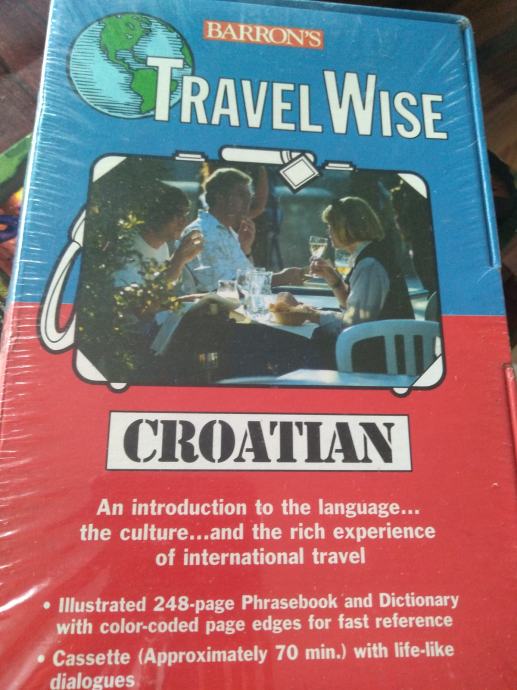 BARRON'S
TRAVELWISE
CROATIAN
An introduction to the language...
the culture...and the rich experience
of international travel
• Illustrated 248-page Phrasebook and Dictionary
with color-coded page edges for fast reference
• Cassette (Approximately 70 min.) with life-like
dialogues